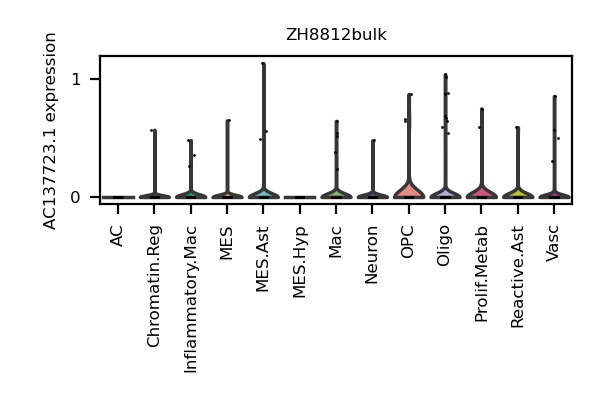 ZH8812bulk
AC137723.1 expression
1
0
AC
Chromatin.Reg
Inflammatory.Mac
MES
MES.Ast
MES.Hyp
Mac
Neuron
OPC
Oligo
Prolif.Metab
Reactive.Ast
Vasc